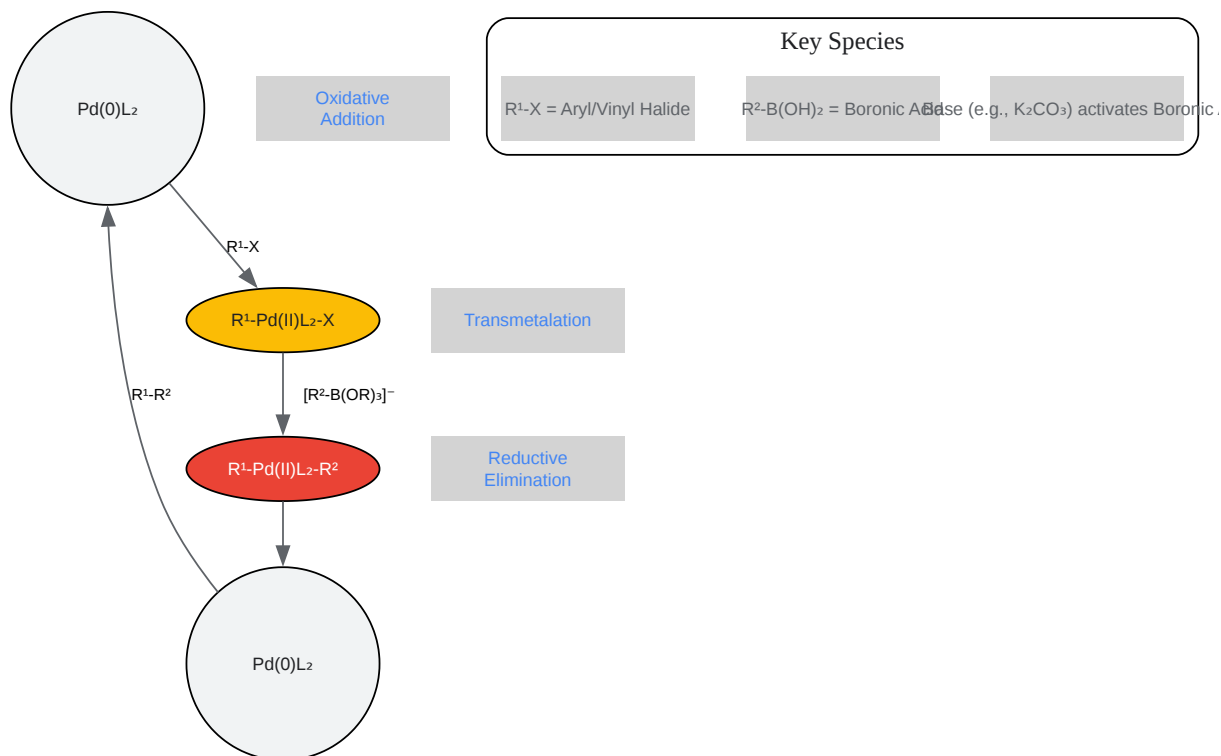 Key Species
Pd(0)L₂
Oxidative
Addition
R¹-X = Aryl/Vinyl Halide
R²-B(OH)₂ = Boronic Acid
Base (e.g., K₂CO₃) activates Boronic
R¹-X
R¹-Pd(II)L₂-X
Transmetalation
R¹-R²
[R²-B(OR)₃]⁻
R¹-Pd(II)L₂-R²
Reductive
Elimination
Pd(0)L₂